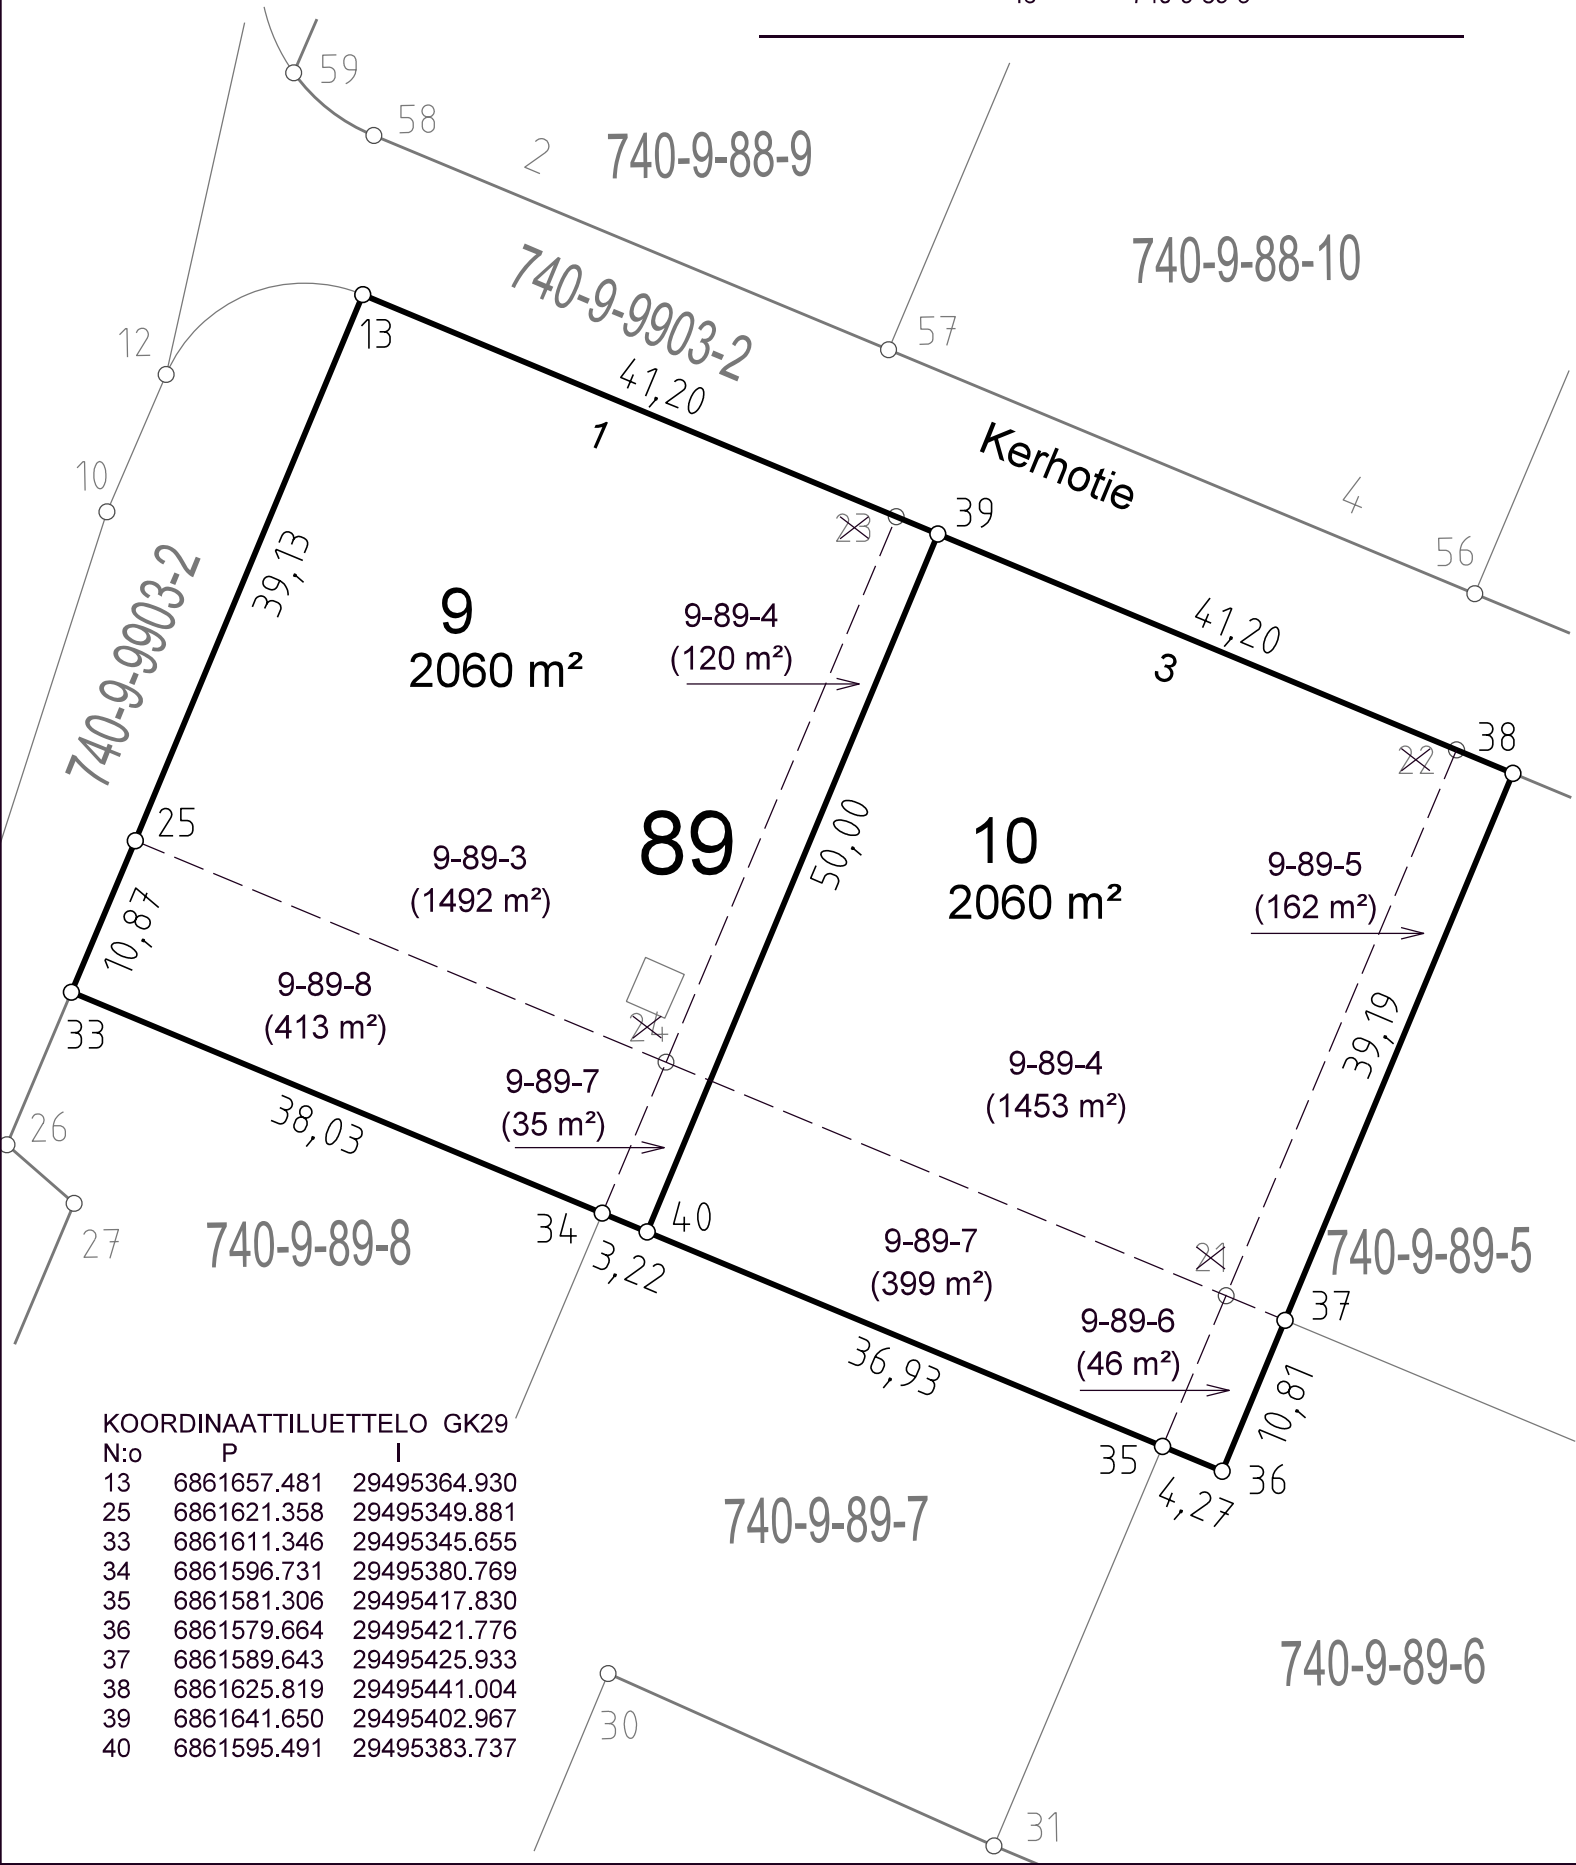 59
58
2
740-9-88-9
740-9-88-10
740-9-9903-2
57
12
13
41,20
1
Kerhotie
4
10
23
39
56
740-9-9903-2
39,13
9
2060 m²
9-89-4
(120 m²)
41,20
3
38
22
25
50,00
89
10
2060 m²
9-89-3
(1492 m²)
9-89-5
(162 m²)
10,87
9-89-8
(413 m²)
33
24
39,19
9-89-4
(1453 m²)
9-89-7
(35 m²)
26
38,03
27
740-9-89-8
34
40
3,22
9-89-7
(399 m²)
21
740-9-89-5
37
9-89-6
(46 m²)
36,93
10,81
35
36
4,27
740-9-89-7
740-9-89-6
30
31
KOORDINAATTILUETTELO GK29
N:o P I
13 6861657.481 29495364.930
25 6861621.358 29495349.881
33 6861611.346 29495345.655
34 6861596.731 29495380.769
35 6861581.306 29495417.830
36 6861579.664 29495421.776
37 6861589.643 29495425.933
38 6861625.819 29495441.004
39 6861641.650 29495402.967
40 6861595.491 29495383.737